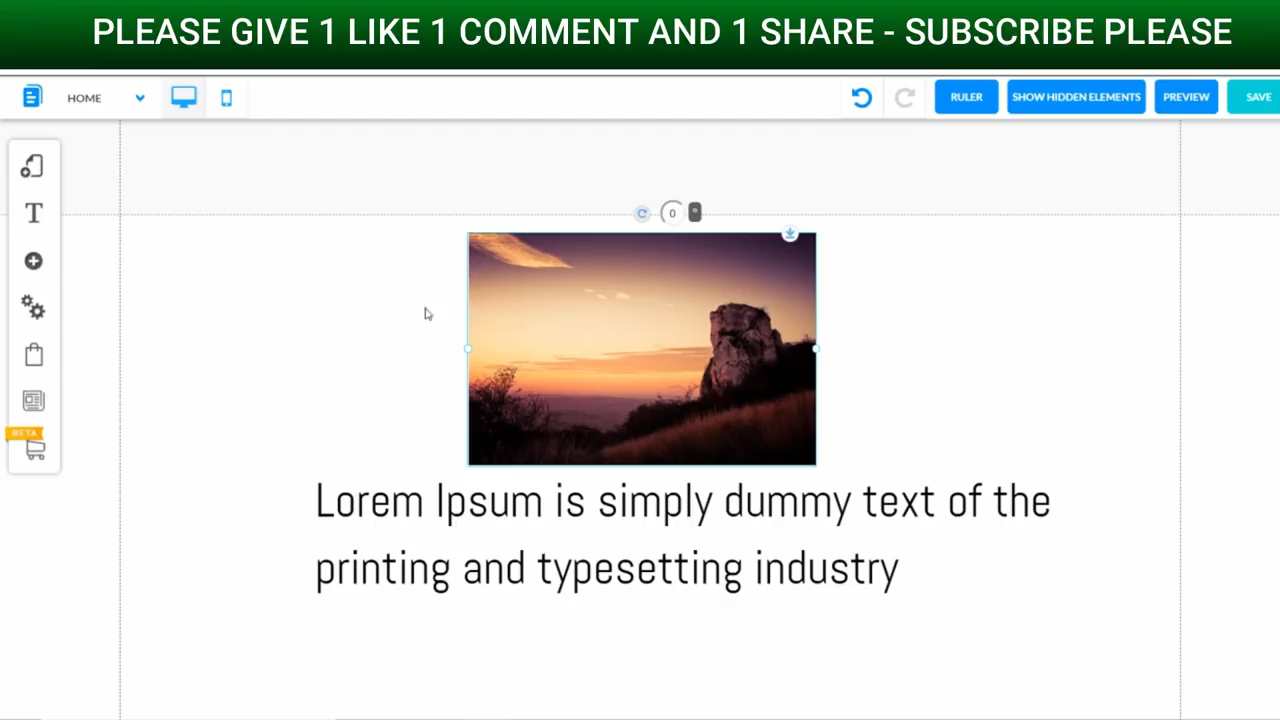 PLEASE GIVE 1 LIKE 1 COMMENT AND 1 SHARE - SUBSCRIBE PLEASE
HOME
RULER
SHOW HIDDEN ELEMENTS
PREVIEW
SAVE
T
0
BETA
Lorem Ipsum is simply dummy text of the
printing and typesetting industry